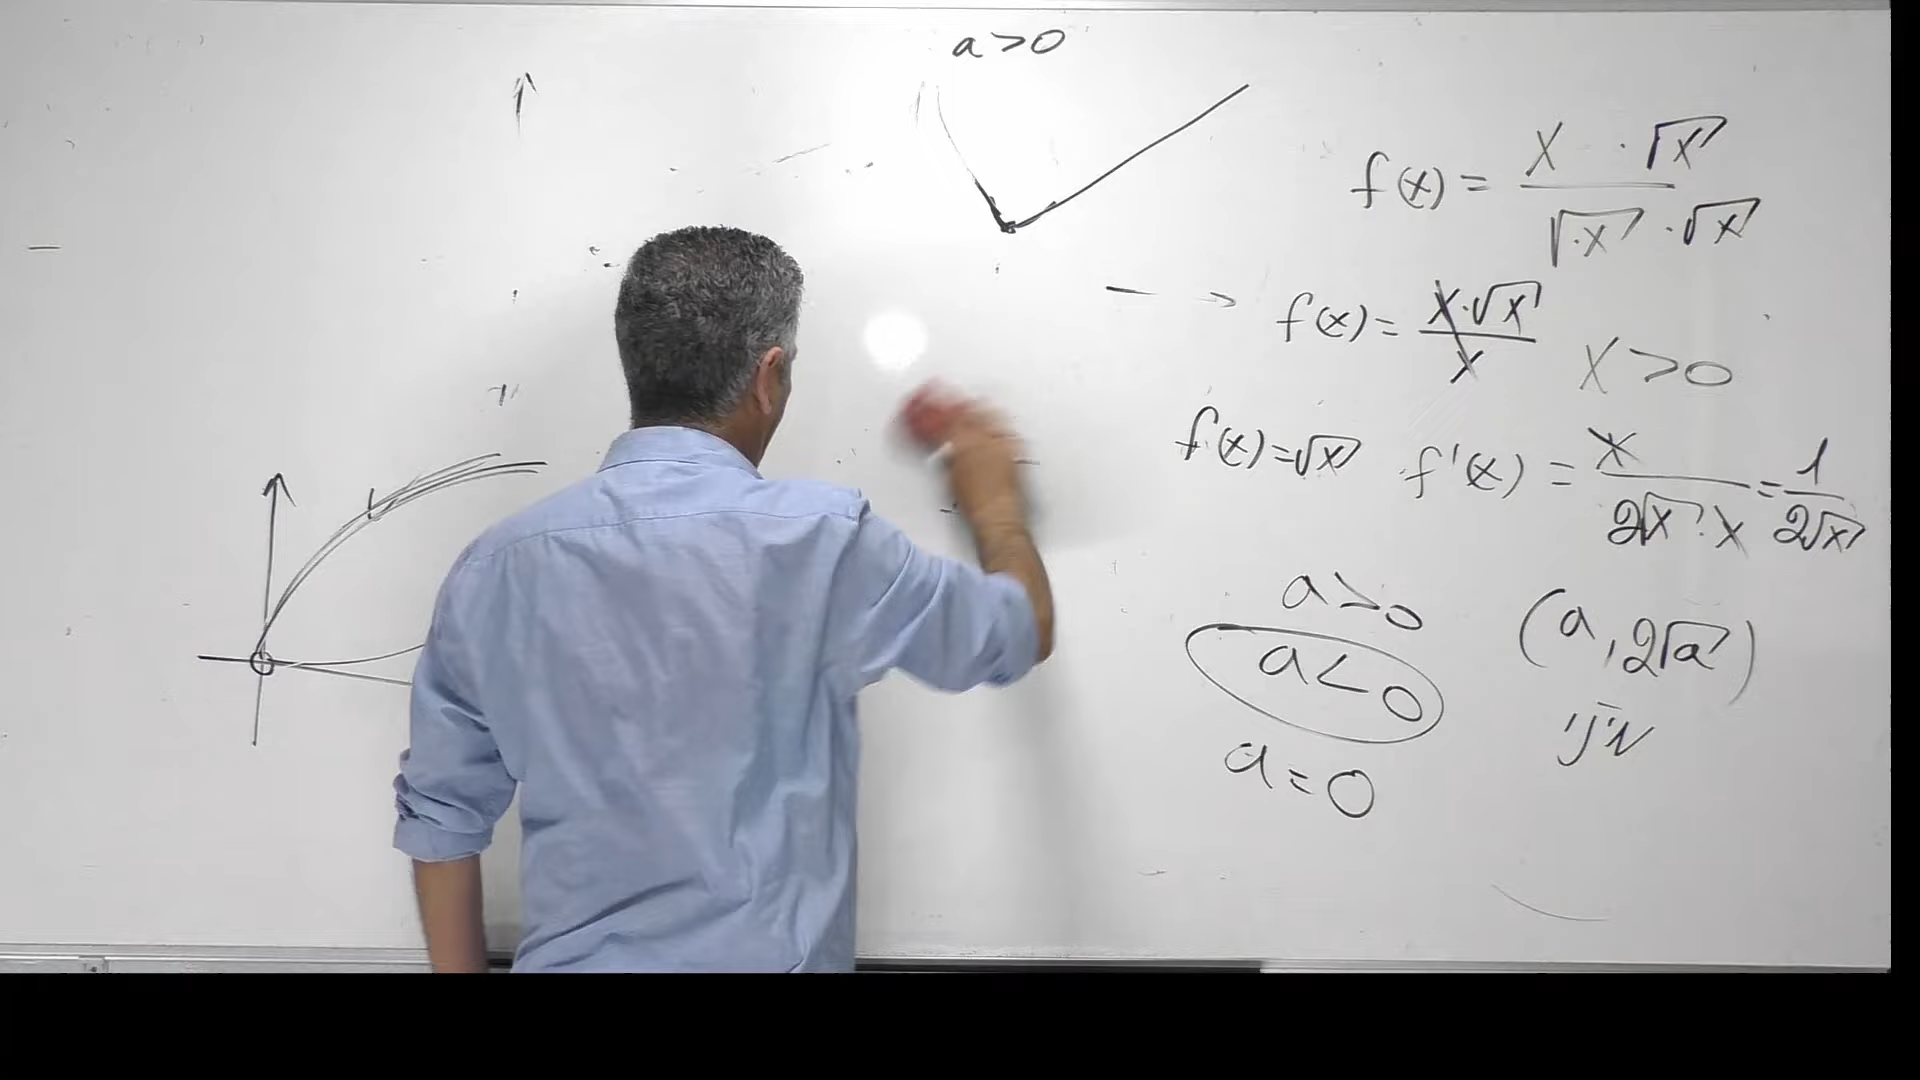 a>0
f(x) = x · √x / √x · √x
f(x) = x·√x / x
x>0
f(x)=√x f'(x) = x / 2√x · x = 1 / 2√x
a>0
(a, 2√a)
a<0
a=0